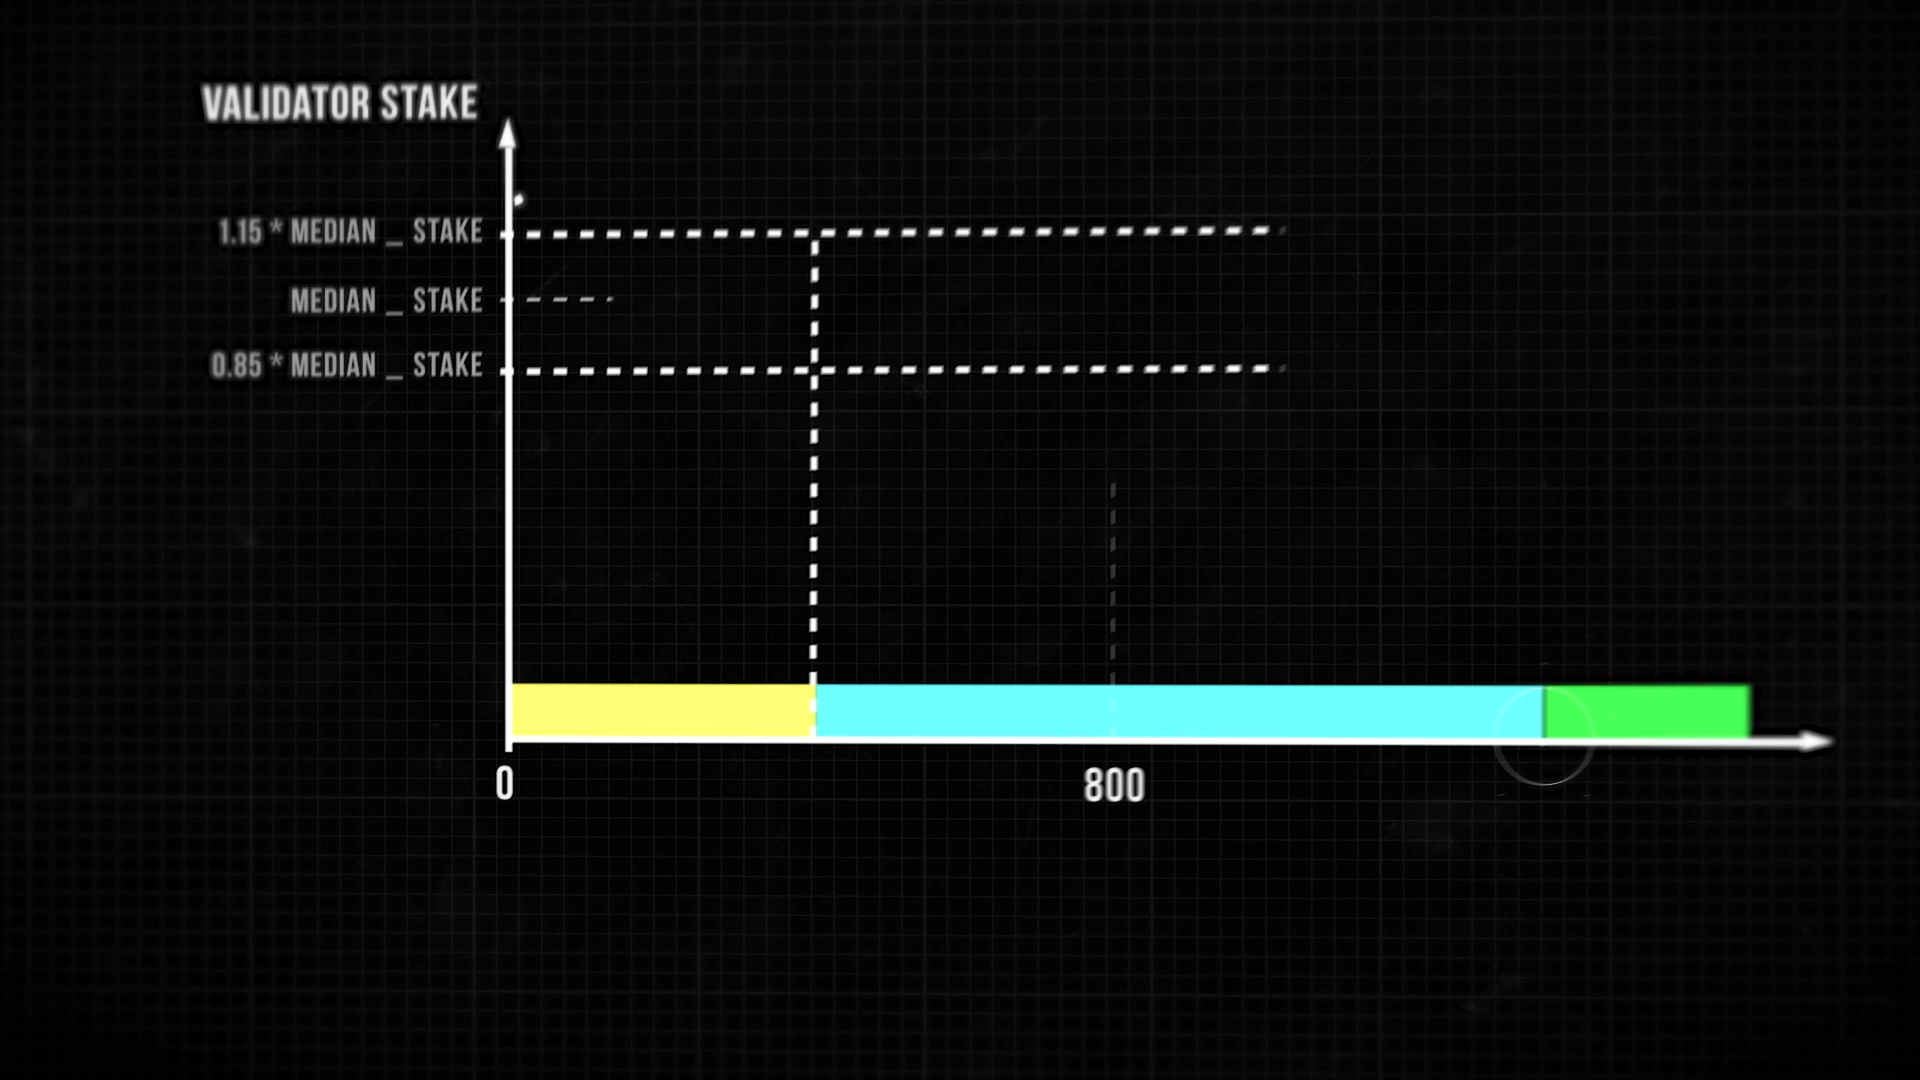 VALIDATOR STAKE
1.15 * MEDIAN _ STAKE
MEDIAN _ STAKE
0.85 * MEDIAN _ STAKE
0
800